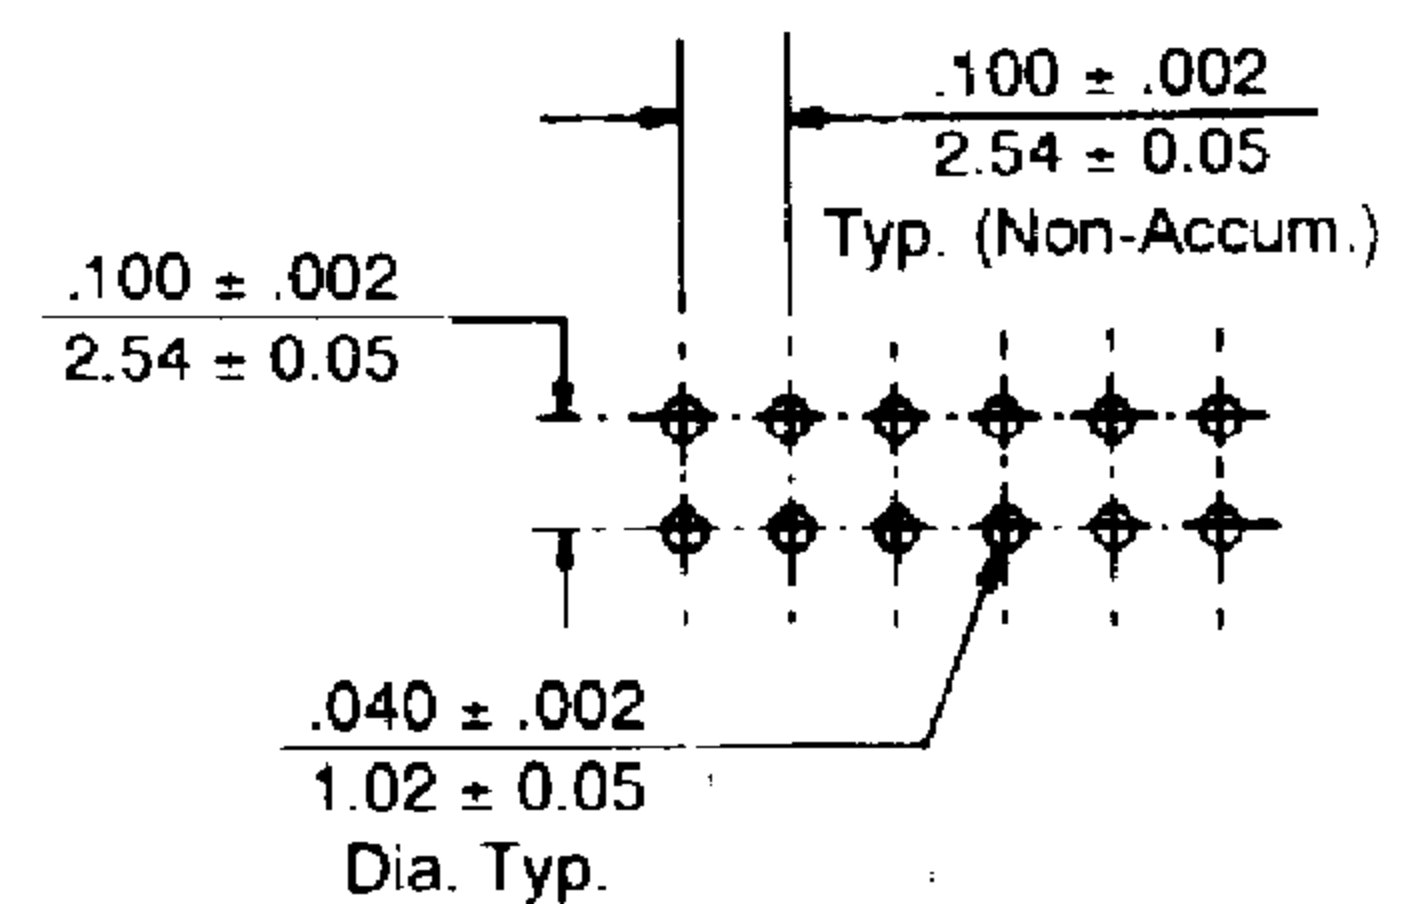 .100 ± .002
2.54 ± 0.05
Typ. (Non-Accum.)
.100 ± .002
2.54 ± 0.05
.040 ± .002
1.02 ± 0.05
Dia. Typ.